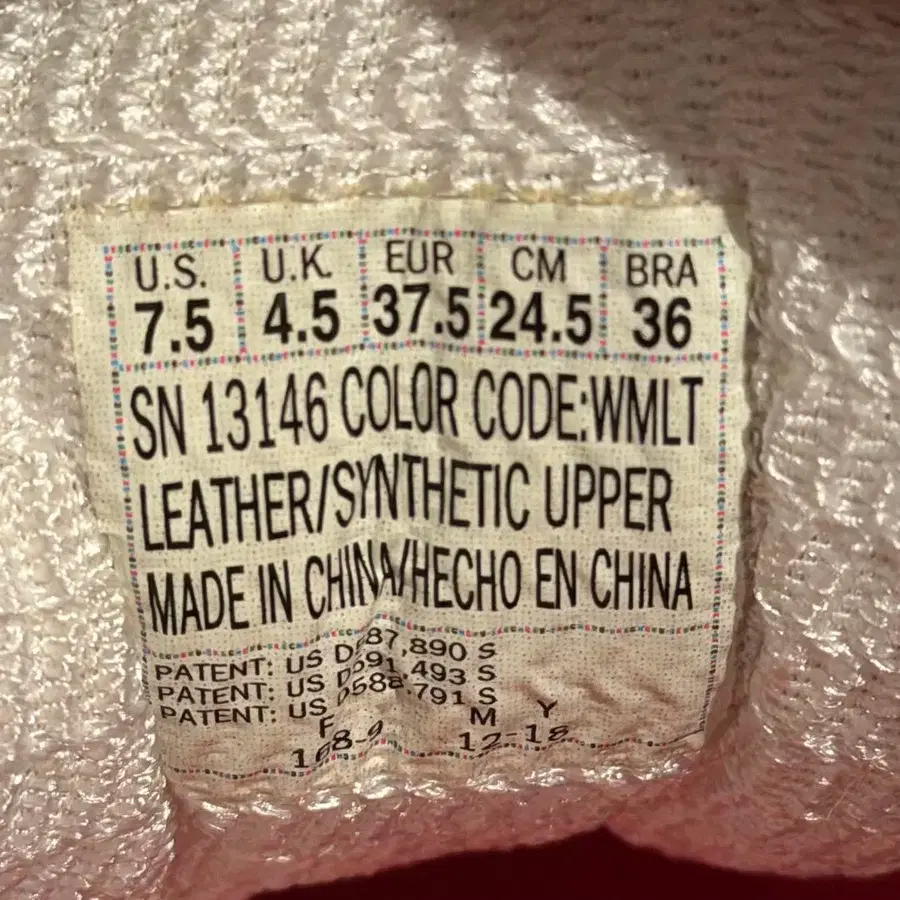 U.S. U.K. EUR CM BRA
7.5 4.5 37.5 24.5 36
SN 13146 COLOR CODE:WMLT
LEATHER/SYNTHETIC UPPER
MADE IN CHINA/HECHO EN CHINA
PATENT: US D587,890 S
PATENT: US D591,493 S
PATENT: US D588,791 S
F M Y
168-9 12-18